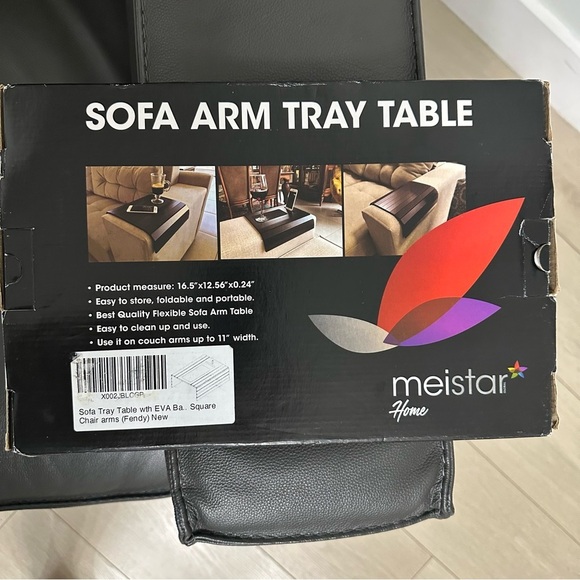 SOFA ARM TRAY TABLE
• Product measure: 16.5"x12.56"x0.24"
• Easy to store, foldable and portable.
• Best Quality Flexible Sofa Arm Table
• Easy to clean up and use.
• Use it on couch arms up to 11" width.
Sofa Tray Table wth EVA Ba.. Square
Chair arms (Fendy) New
meistar
Home